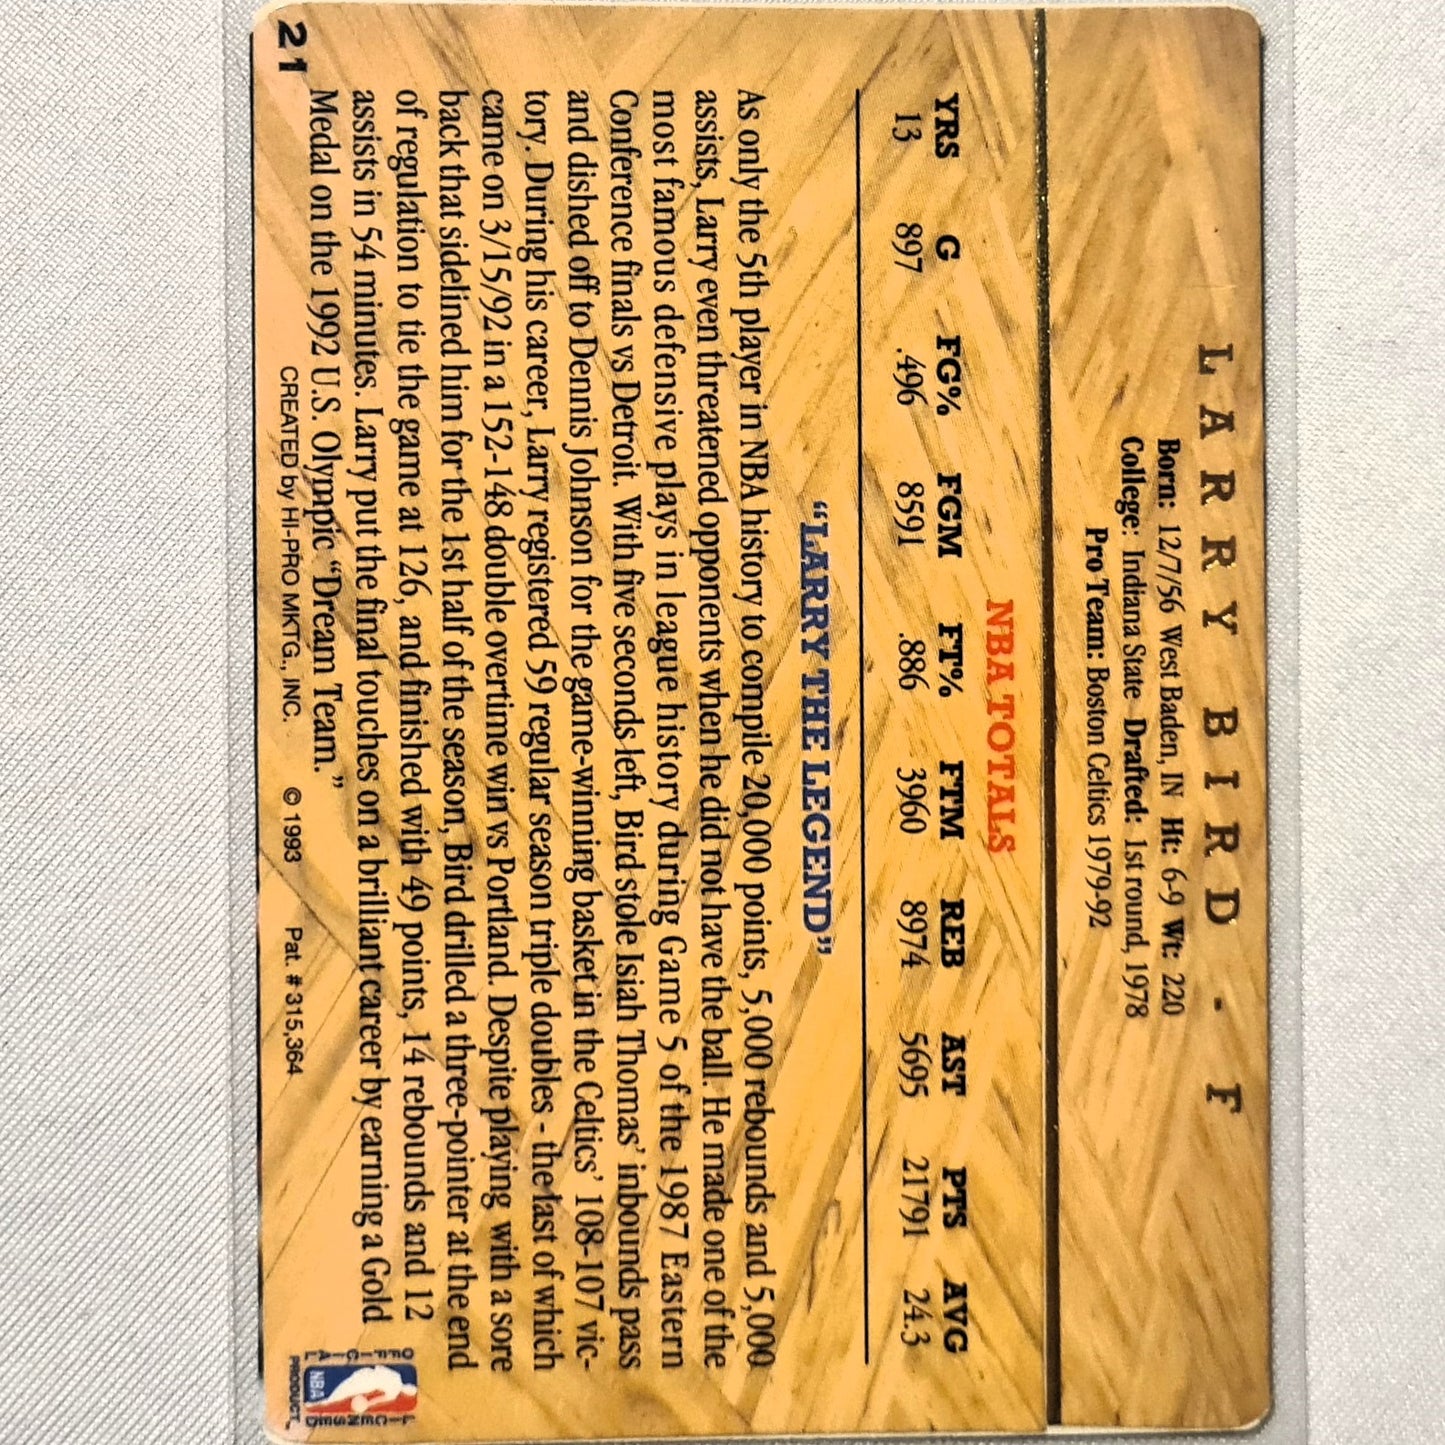 LARRY BIRD - F
Born: 12/7/56 West Baden, IN Ht: 6-9 Wt: 220
College: Indiana State Drafted: 1st round, 1978
Pro Team: Boston Celtics 1979-92
NBA TOTALS
YRS G FG% FGM FT% FTM REB AST PTS AVG
13 897 .496 8591 .886 3960 8974 5695 21791 24.3
"LARRY THE LEGEND"
As only the 5th player in NBA history to compile 20,000 points, 5,000 rebounds and 5,000
assists, Larry even threatened opponents when he did not have the ball. He made one of the
most famous defensive plays in league history during Game 5 of the 1987 Eastern
Conference finals vs Detroit. With five seconds left, Bird stole Isiah Thomas' inbounds pass
and dished off to Dennis Johnson for the game-winning basket in the Celtics' 108-107 vic-
tory. During his career, Larry registered 59 regular season triple doubles - the last of which
came on 3/15/92 in a 152-148 double overtime win vs Portland. Despite playing with a sore
back that sidelined him for the 1st half of the season, Bird drilled a three-pointer at the end
of regulation to tie the game at 126, and finished with 49 points, 14 rebounds and 12
assists in 54 minutes. Larry put the final touches on a brilliant career by earning a Gold
Medal on the 1992 U.S. Olympic "Dream Team."
21
CREATED by HI-PRO MKTG., INC. © 1993 Pat. # 315,364
OFFICIAL
LICENSED
NBA
PRODUCT™